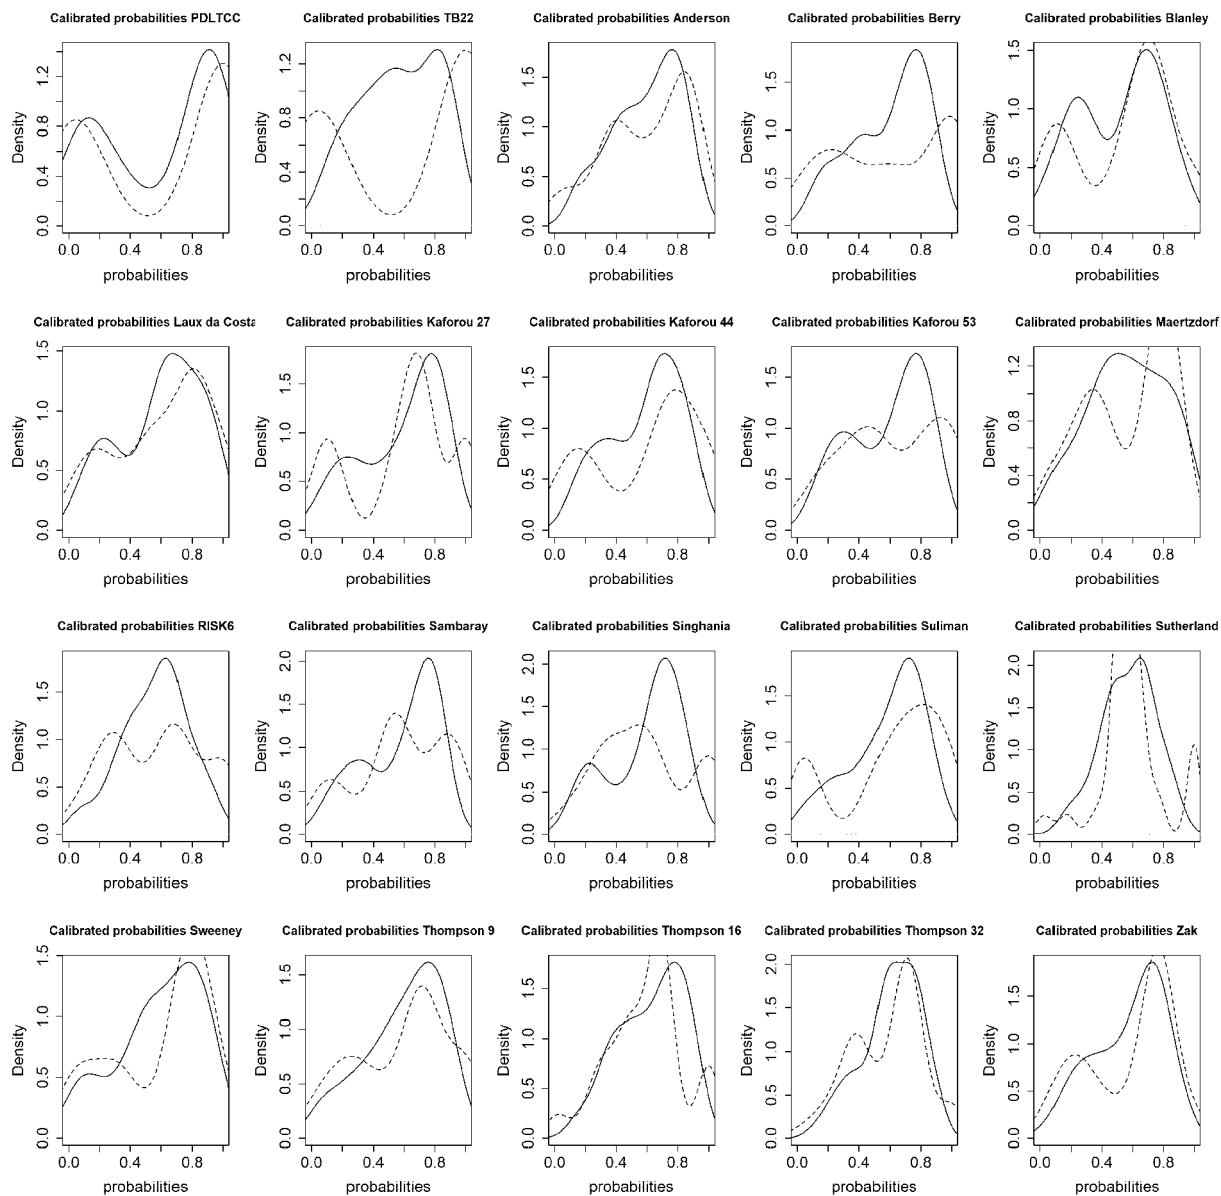 Calibrated probabilities PDLTCC
Calibrated probabilities TB22
Calibrated probabilities Anderson
Calibrated probabilities Berry
Calibrated probabilities Blanley
Density
0.0 0.4 0.8 1.2
0.0 0.4 0.8
probabilities
Density
0.0 0.4 0.8 1.2
0.0 0.4 0.8
probabilities
Density
0.0 0.5 1.0 1.5
0.0 0.4 0.8
probabilities
Density
0.0 0.5 1.0 1.5
0.0 0.4 0.8
probabilities
Density
0.0 0.5 1.0 1.5
0.0 0.4 0.8
probabilities
Calibrated probabilities Laux da Costa
Calibrated probabilities Kaforou 27
Calibrated probabilities Kaforou 44
Calibrated probabilities Kaforou 53
Calibrated probabilities Maertzdorf
Density
0.0 0.5 1.0 1.5
0.0 0.4 0.8
probabilities
Density
0.0 0.5 1.0 1.5
0.0 0.4 0.8
probabilities
Density
0.0 0.5 1.0 1.5
0.0 0.4 0.8
probabilities
Density
0.0 0.5 1.0 1.5
0.0 0.4 0.8
probabilities
Density
0.0 0.4 0.8 1.2
0.0 0.4 0.8
probabilities
Calibrated probabilities RISK6
Calibrated probabilities Sambaray
Calibrated probabilities Singhania
Calibrated probabilities Suliman
Calibrated probabilities Sutherland
Density
0.0 0.5 1.0 1.5
0.0 0.4 0.8
probabilities
Density
0.0 0.5 1.0 1.5 2.0
0.0 0.4 0.8
probabilities
Density
0.0 0.5 1.0 1.5 2.0
0.0 0.4 0.8
probabilities
Density
0.0 0.5 1.0 1.5
0.0 0.4 0.8
probabilities
Density
0.0 0.5 1.0 1.5 2.0
0.0 0.4 0.8
probabilities
Calibrated probabilities Sweeney
Calibrated probabilities Thompson 9
Calibrated probabilities Thompson 16
Calibrated probabilities Thompson 32
Calibrated probabilities Zak
Density
0.0 0.5 1.0 1.5
0.0 0.4 0.8
probabilities
Density
0.0 0.5 1.0 1.5
0.0 0.4 0.8
probabilities
Density
0.0 0.5 1.0 1.5
0.0 0.4 0.8
probabilities
Density
0.0 0.5 1.0 1.5 2.0
0.0 0.4 0.8
probabilities
Density
0.0 0.5 1.0 1.5
0.0 0.4 0.8
probabilities